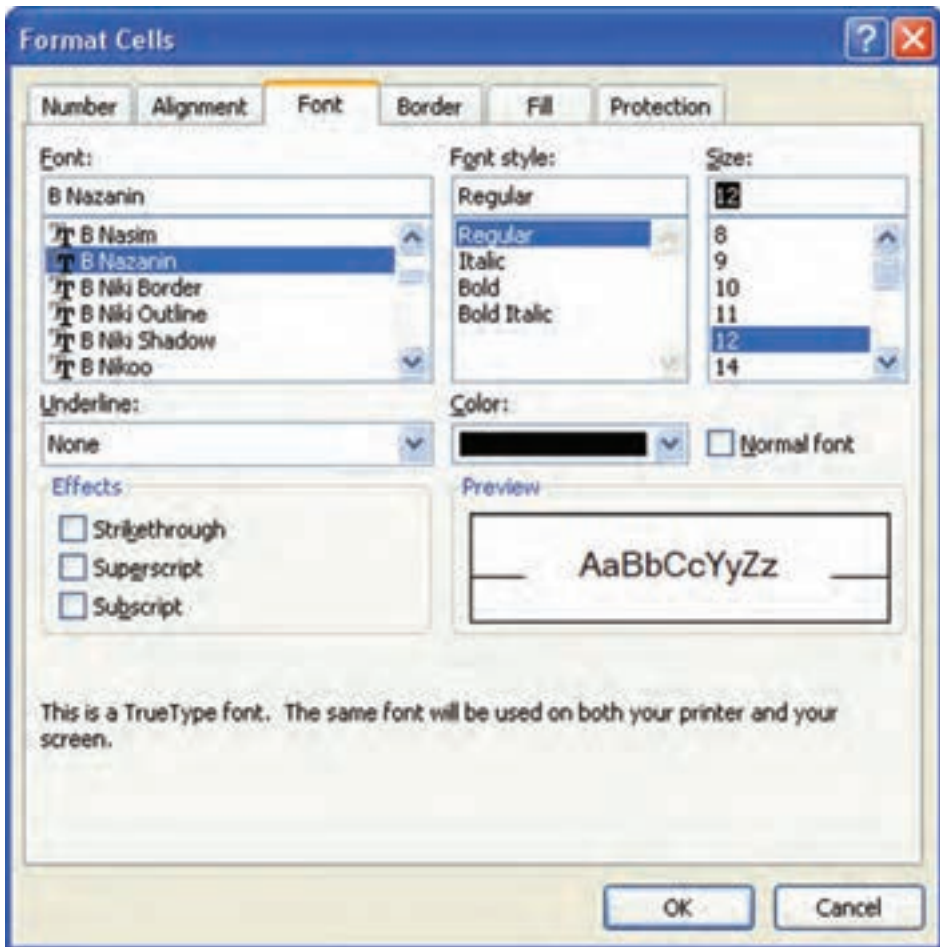 Format Cells
Number Alignment Font Border Fill Protection
Font: Font style: Size:
B Nazanin Regular 12
B Nasim Regular 8
B Nazanin Italic 9
B Niki Border Bold 10
B Niki Outline Bold Italic 11
B Niki Shadow 12
B Nikoo 14
Underline: Color:
None Normal font
Effects Preview
Strikethrough
Superscript AaBbCcYyZz
Subscript
This is a TrueType font. The same font will be used on both your printer and your
screen.
OK Cancel